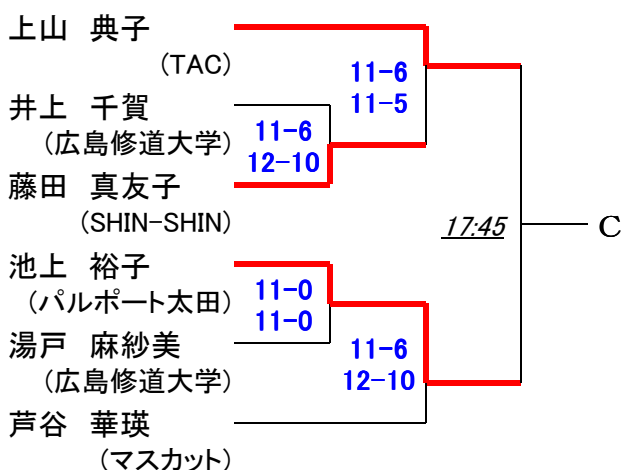 上山 典子
(TAC)
11-6
11-5
井上 千賀
(広島修道大学)
11-6
12-10
藤田 真友子
(SHIN-SHIN)
17:45
C
池上 裕子
(パルポート太田)
11-0
11-0
湯戸 麻紗美
(広島修道大学)
11-6
12-10
芦谷 華瑛
(マスカット)